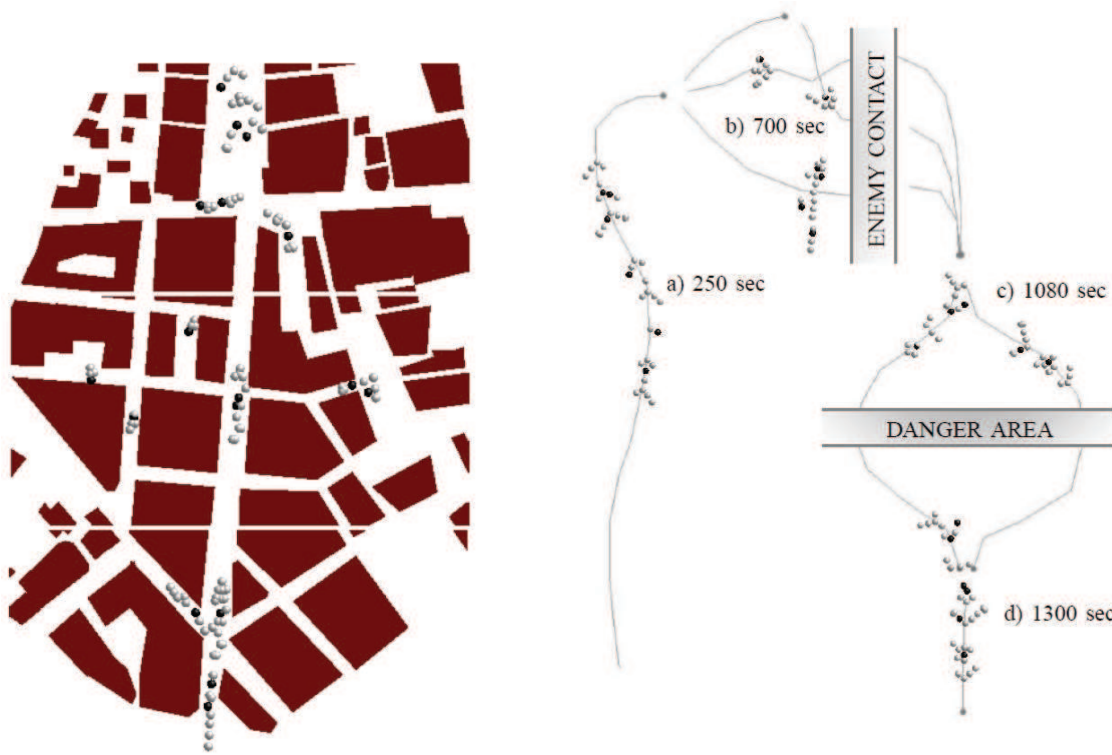 b) 700 sec
ENEMY CONTACT
a) 250 sec
c) 1080 sec
DANGER AREA
d) 1300 sec